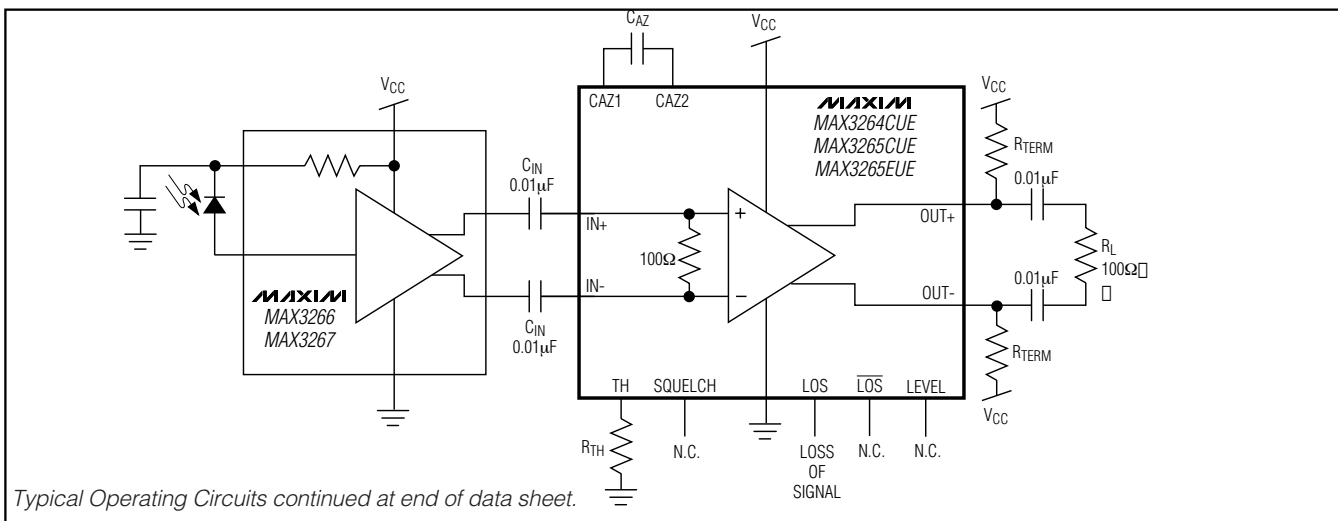 CAZ
VCC
VCC
CAZ1
CAZ2
MAXIM
MAX3264CUE
MAX3265CUE
MAX3265EUE
VCC
RTERM
0.01μF
CIN
0.01μF
IN+
+
OUT+
100Ω
RL
100Ω
IN-
−
OUT-
0.01μF
MAXIM
MAX3266
MAX3267
CIN
0.01μF
RTERM
VCC
TH
SQUELCH
LOS
LOS
LEVEL
RTH
N.C.
LOSS
OF
SIGNAL
N.C.
N.C.
Typical Operating Circuits continued at end of data sheet.